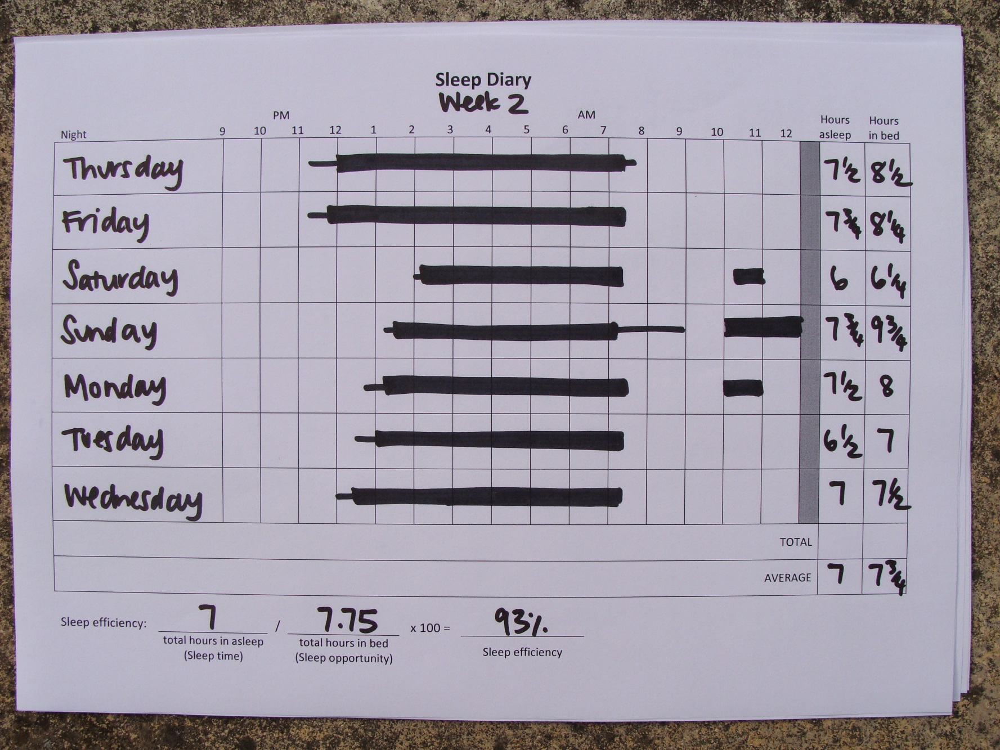 Sleep Diary
Week 2
PM AM
Night 9 10 11 12 1 2 3 4 5 6 7 8 9 10 11 12 Hours asleep Hours in bed
Thursday 7½ 8½
Friday 7¾ 8¼
Saturday 6 6¼
Sunday 7¾ 9¾
Monday 7½ 8
Tuesday 6½ 7
Wednesday 7 7½
TOTAL
AVERAGE 7 7¾
Sleep efficiency: 7 / 7.75 x 100 = 93%
total hours in asleep total hours in bed Sleep efficiency
(Sleep time) (Sleep opportunity)